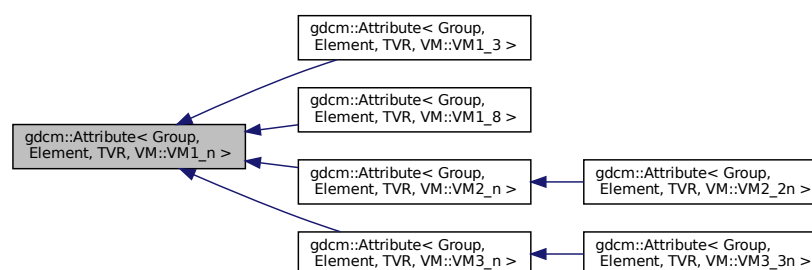 gdcm::Attribute< Group,
Element, TVR, VM::VM1_3 >
gdcm::Attribute< Group,
Element, TVR, VM::VM1_8 >
gdcm::Attribute< Group,
Element, TVR, VM::VM1_n >
gdcm::Attribute< Group,
Element, TVR, VM::VM2_n >
gdcm::Attribute< Group,
Element, TVR, VM::VM2_2n >
gdcm::Attribute< Group,
Element, TVR, VM::VM3_n >
gdcm::Attribute< Group,
Element, TVR, VM::VM3_3n >